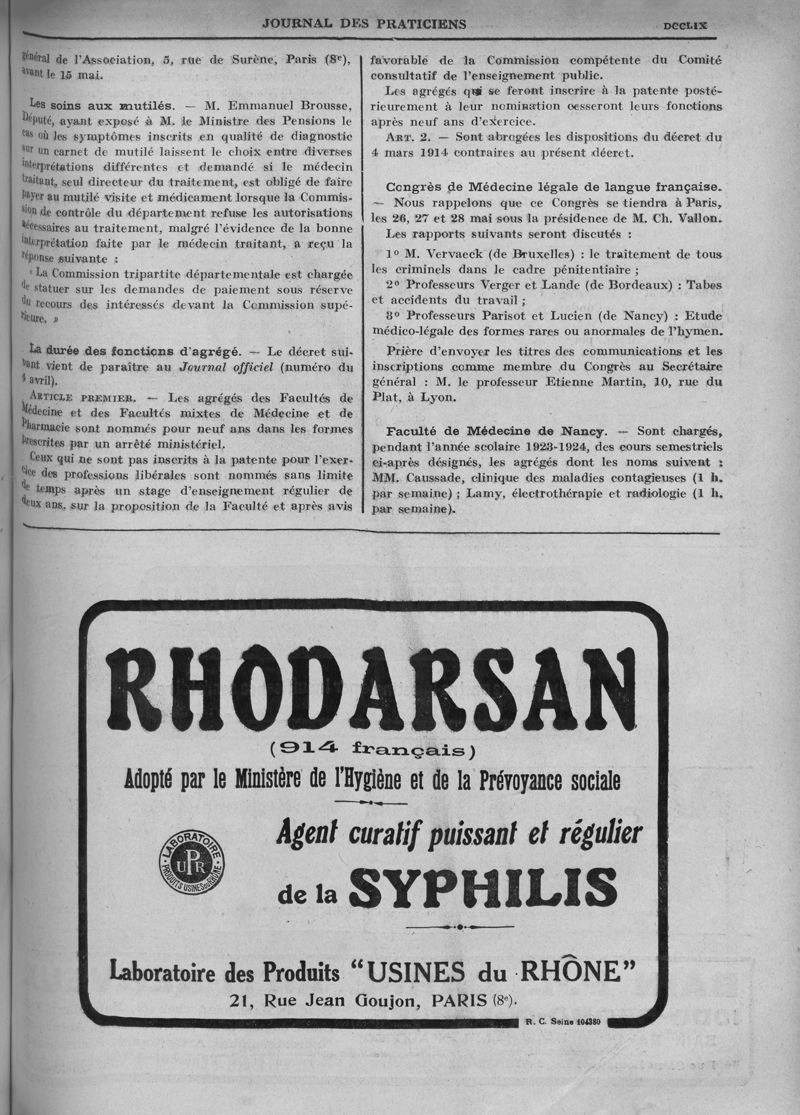 JOURNAL DES PRATICIENS
DCCLIX
général de l'Association, 5, rue de Surène, Paris (8e),
avant le 15 mai.
Les soins aux mutilés. — M. Emmanuel Brousse,
Député, ayant exposé à M. le Ministre des Pensions le
cas où les symptômes inscrits en qualité de diagnostic
sur un carnet de mutilé laissent le choix entre diverses
interprétations différentes et demandé si le médecin
traitant, seul directeur du traitement, est obligé de faire
payer au mutilé visite et médicament lorsque la Commis-
sion de contrôle du département refuse les autorisations
nécessaires au traitement, malgré l'évidence de la bonne
interprétation faite par le médecin traitant, a reçu la
réponse suivante :
« La Commission tripartite départementale est chargée
de statuer sur les demandes de paiement sous réserve
du recours des intéressés devant la Commission supé-
rieure. »
La durée des fonctions d'agrégé. — Le décret sui-
vant vient de paraître au Journal officiel (numéro du
4 avril).
ARTICLE PREMIER. — Les agrégés des Facultés de
Médecine et des Facultés mixtes de Médecine et de
Pharmacie sont nommés pour neuf ans dans les formes
prescrites par un arrêté ministériel.
Ceux qui ne sont pas inscrits à la patente pour l'exer-
cice des professions libérales sont nommés sans limite
de temps après un stage d'enseignement régulier de
deux ans, sur la proposition de la Faculté et après avis
favorable de la Commission compétente du Comité
consultatif de l'enseignement public.
Les agrégés qui se feront inscrire à la patente posté-
rieurement à leur nomination cesseront leurs fonctions
après neuf ans d'exercice.
ART. 2. — Sont abrogées les dispositions du décret du
4 mars 1914 contraires au présent décret.
Congrès de Médecine légale de langue française.
— Nous rappelons que ce Congrès se tiendra à Paris,
les 26, 27 et 28 mai sous la présidence de M. Ch. Vallon.
Les rapports suivants seront discutés :
1o M. Vervaeck (de Bruxelles) : le traitement de tous
les criminels dans le cadre pénitentiaire ;
2o Professeurs Verger et Lande (de Bordeaux) : Tabes
et accidents du travail ;
3o Professeurs Parisot et Lucien (de Nancy) : Etude
médico-légale des formes rares ou anormales de l'hymen.
Prière d'envoyer les titres des communications et les
inscriptions comme membre du Congrès au Secrétaire
général : M. le professeur Etienne Martin, 10, rue du
Plat, à Lyon.
Faculté de Médecine de Nancy. — Sont chargés,
pendant l'année scolaire 1923-1924, des cours semestriels
ci-après désignés, les agrégés dont les noms suivent :
MM. Caussade, clinique des maladies contagieuses (1 h.
par semaine) ; Lamy, électrothérapie et radiologie (1 h.
par semaine).
RHODARSAN
(914 français)
Adopté par le Ministère de l'Hygiène et de la Prévoyance sociale
LABORATOIRE
UPR
PRODUITS USINES DU RHÔNE
Agent curatif puissant et régulier
de la SYPHILIS
Laboratoire des Produits "USINES du RHÔNE"
21, Rue Jean Goujon, PARIS (8e).
R. C. Seine 104380